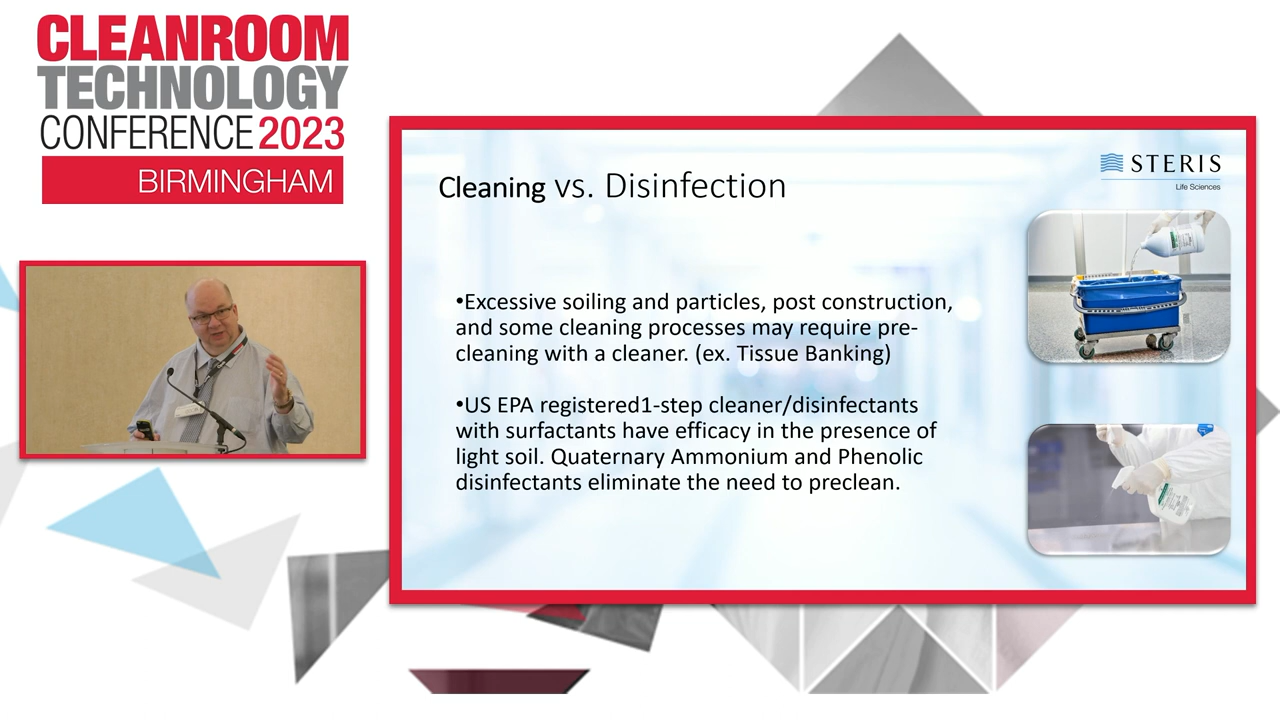 CLEANROOM
TECHNOLOGY
CONFERENCE 2023
BIRMINGHAM
STERIS
Life Sciences
Cleaning vs. Disinfection
•Excessive soiling and particles, post construction,
and some cleaning processes may require pre-
cleaning with a cleaner. (ex. Tissue Banking)
•US EPA registered1-step cleaner/disinfectants
with surfactants have efficacy in the presence of
light soil. Quaternary Ammonium and Phenolic
disinfectants eliminate the need to preclean.